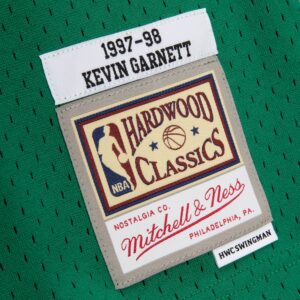 1997-98
KEVIN GARNETT
HARDWOOD
CLASSICS
NBA
NOSTALGIA CO.
Mitchell & Ness
PHILADELPHIA, PA.
HWC SWINGMAN